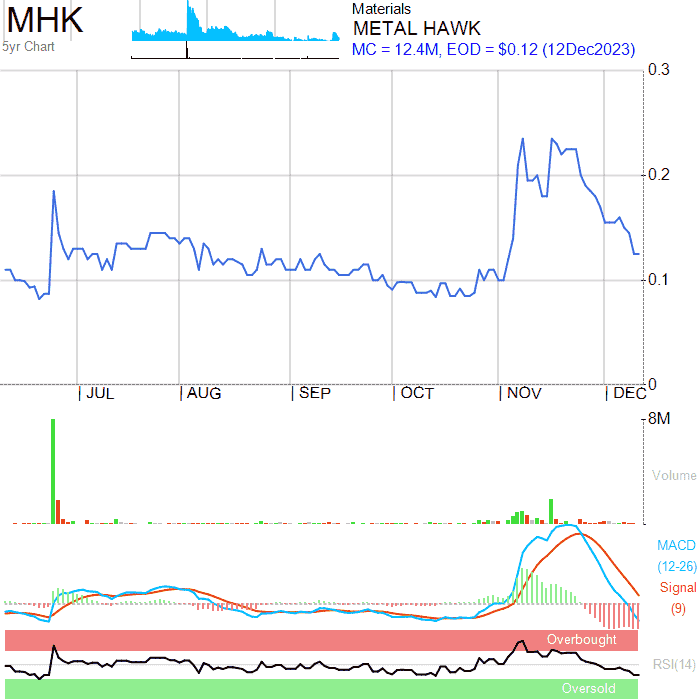 MHK
5yr Chart
Materials
METAL HAWK
MC = 12.4M, EOD = $0.12 (12Dec2023)
0.3
0.2
0.1
0
JUL AUG SEP OCT NOV DEC
8M
Volume
MACD
(12-26)
Signal
(9)
Overbought
RSI(14)
Oversold